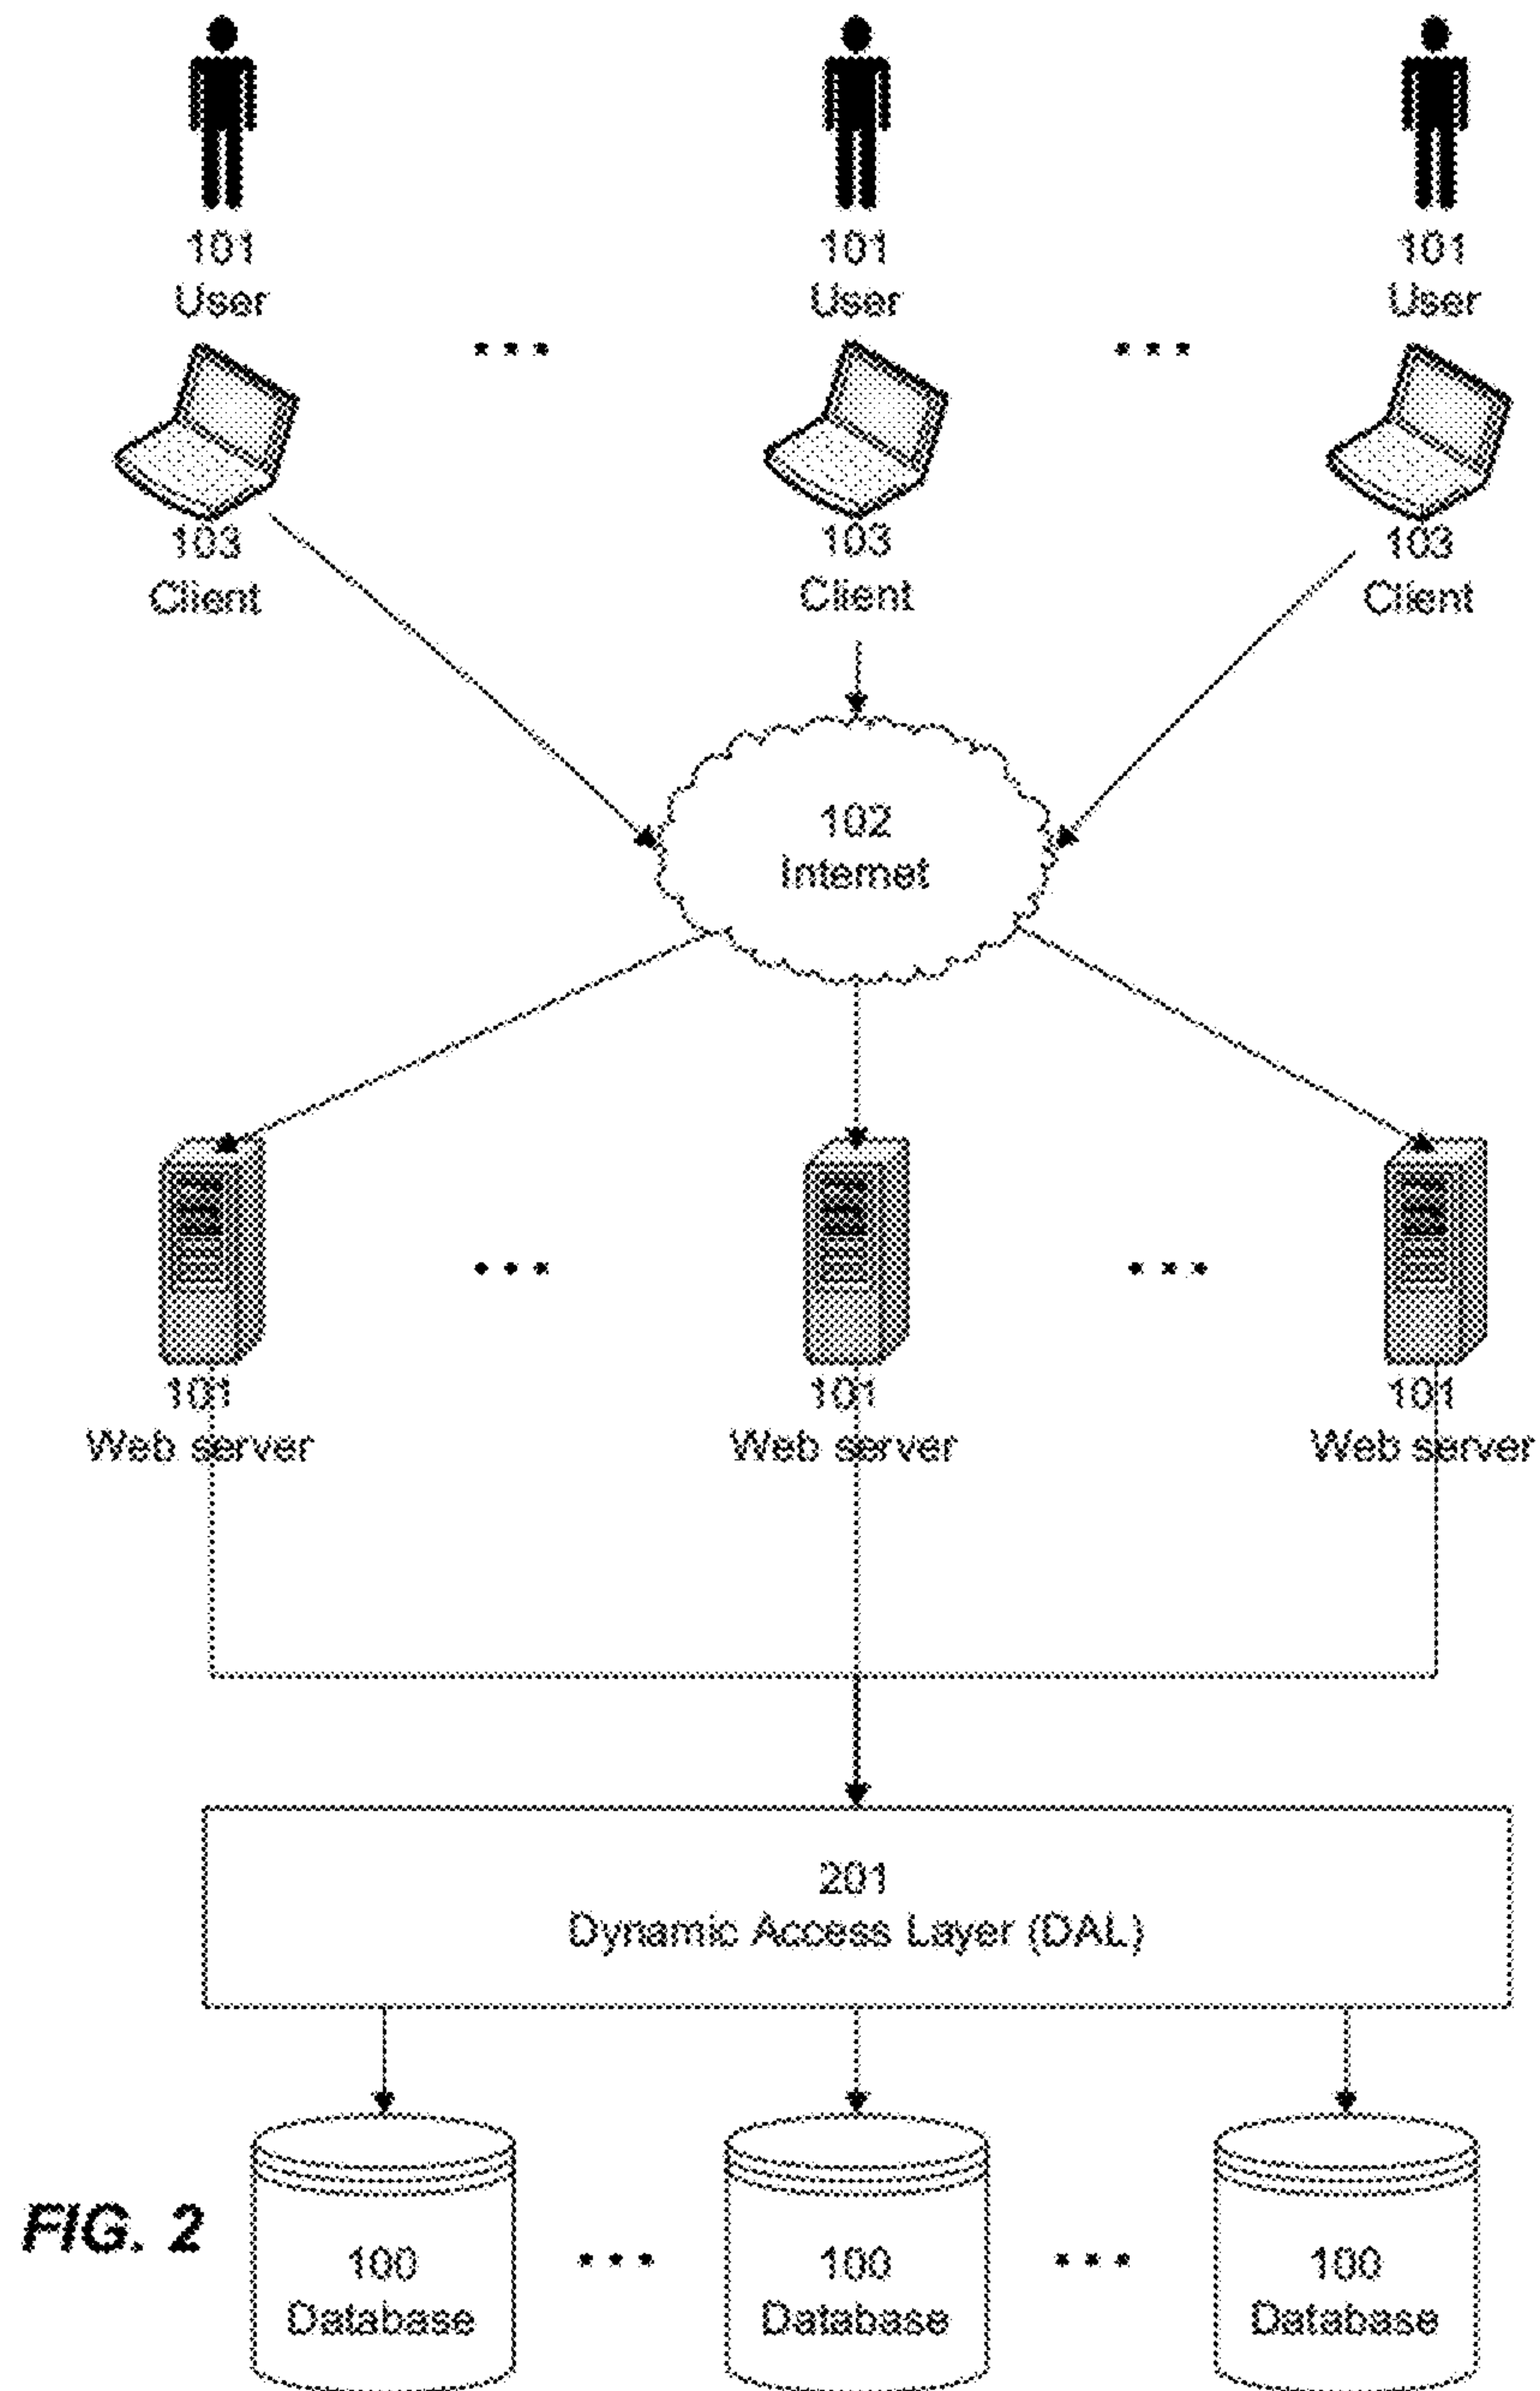 101 101 101
User User User
103 103 103
Client Client Client
102
Internet
101 101 101
Web server Web server Web server
201
Dynamic Access Layer (DAL)
FIG. 2
100 100 100
Database Database Database